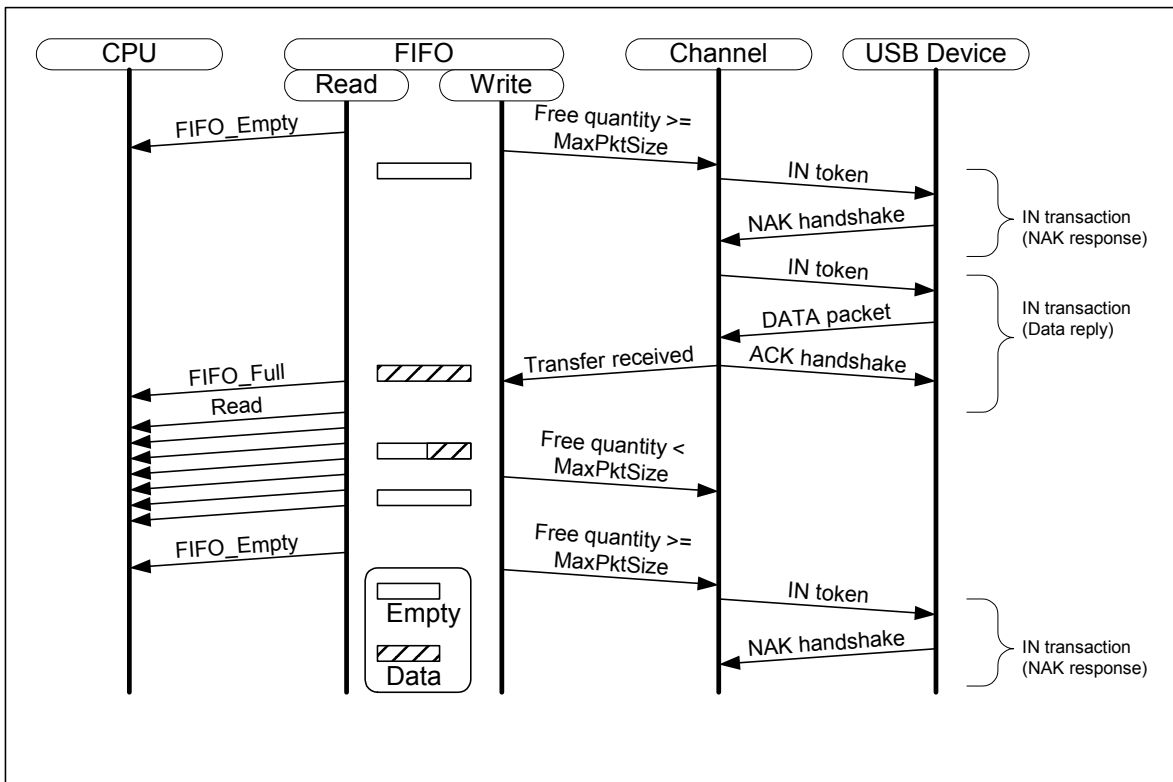 CPU
FIFO
Channel
USB Device
Read
Write
FIFO_Empty
Free quantity >=
MaxPktSize
IN token
NAK handshake
IN transaction
(NAK response)
IN token
DATA packet
IN transaction
(Data reply)
Transfer received
ACK handshake
FIFO_Full
Read
Free quantity <
MaxPktSize
FIFO_Empty
Free quantity >=
MaxPktSize
IN token
Empty
NAK handshake
IN transaction
(NAK response)
Data